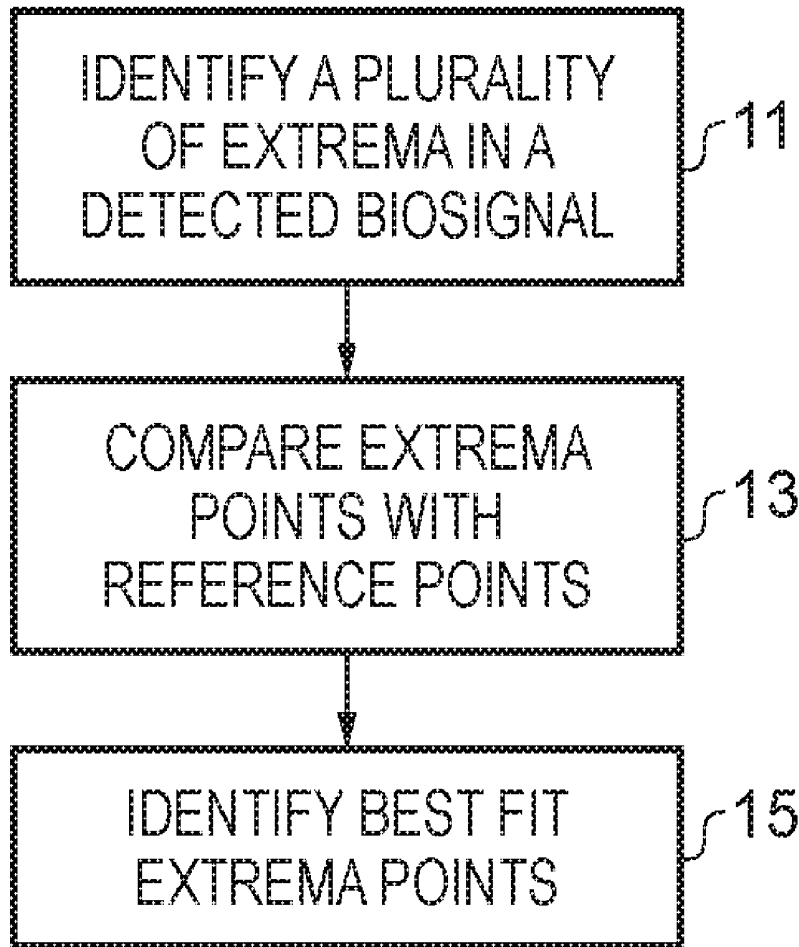 IDENTIFY A PLURALITY
OF EXTREMA IN A
DETECTED BIOSIGNAL
11
COMPARE EXTREMA
POINTS WITH
REFERENCE POINTS
13
IDENTIFY BEST FIT
EXTREMA POINTS
15